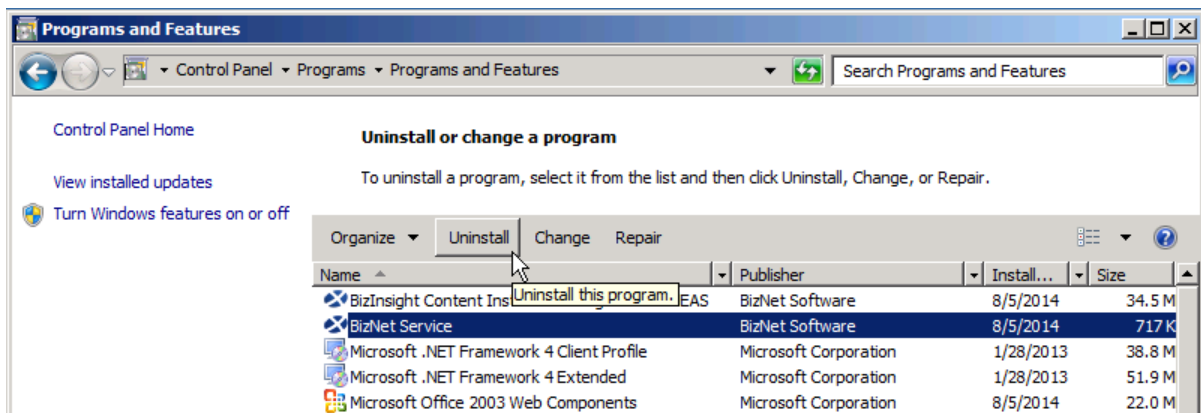 Programs and Features
Control Panel Programs Programs and Features Search Programs and Features
Control Panel Home
Uninstall or change a program
View installed updates
To uninstall a program, select it from the list and then click Uninstall, Change, or Repair.
Turn Windows features on or off
Organize Uninstall Change Repair
Name Publisher Install... Size
BizInsight Content Ins EAS BizNet Software 8/5/2014 34.5 M
Uninstall this program.
BizNet Service BizNet Software 8/5/2014 717 K
Microsoft .NET Framework 4 Client Profile Microsoft Corporation 1/28/2013 38.8 M
Microsoft .NET Framework 4 Extended Microsoft Corporation 1/28/2013 51.9 M
Microsoft Office 2003 Web Components Microsoft Corporation 8/5/2014 22.0 M